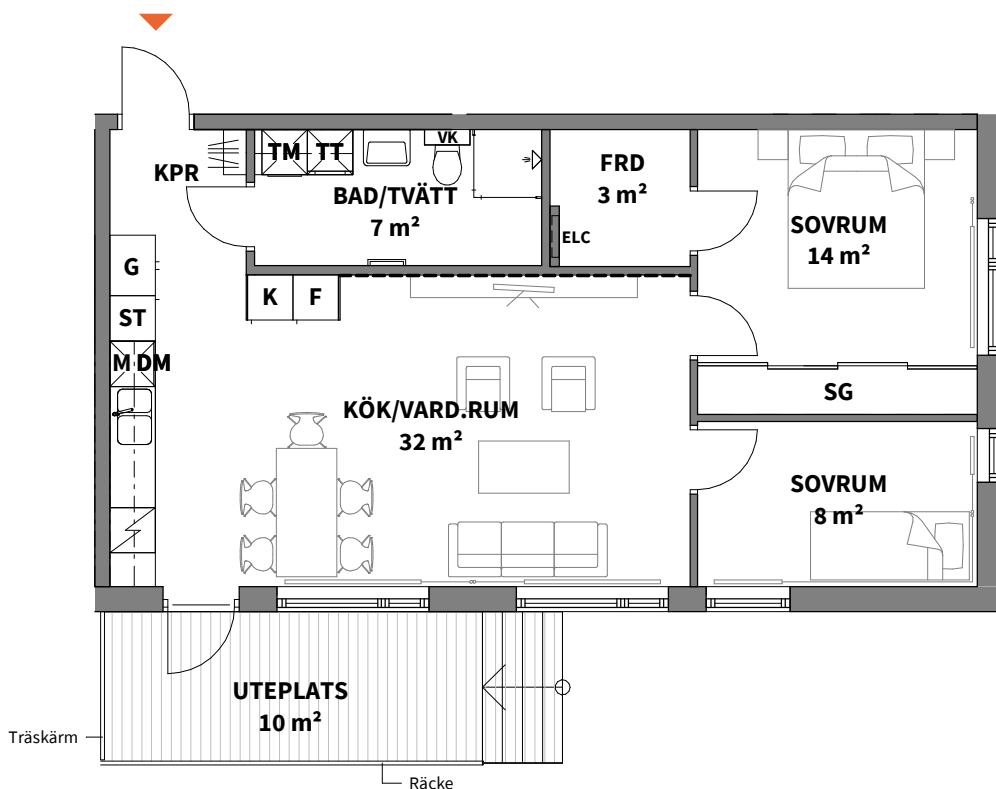 KPR
TM
TT
VK
BAD/TVÄTT
7 m²
FRD
3 m²
ELC
SOVRUM
14 m²
G
ST
M DM
K
F
KÖK/VARD.RUM
32 m²
SG
SOVRUM
8 m²
UTEPLATS
10 m²
Träskärm
Räcke